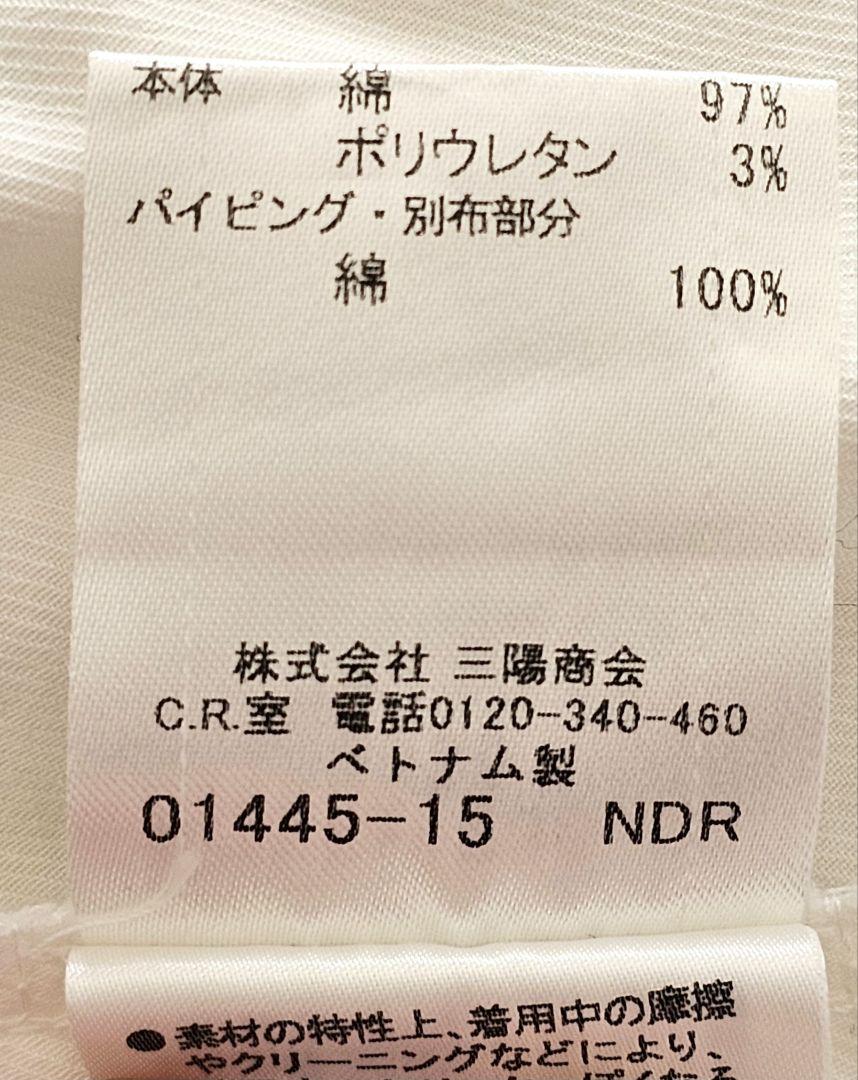 本体 綿 97%
ポリウレタン 3%
パイピング・別布部分
綿 100%
株式会社 三陽商会
C.R.室 電話0120-340-460
ベトナム製
01445-15 NDR
●素材の特性上、着用中の摩擦
やクリーニングなどにより、